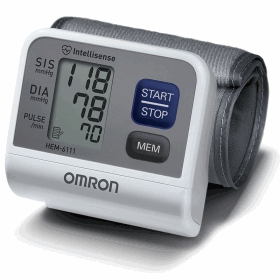 Intellisense
SIS
mmHg
118
DIA
mmHg
78
PULSE
/min
70
START
STOP
MEM
HEM-6111
OMRON